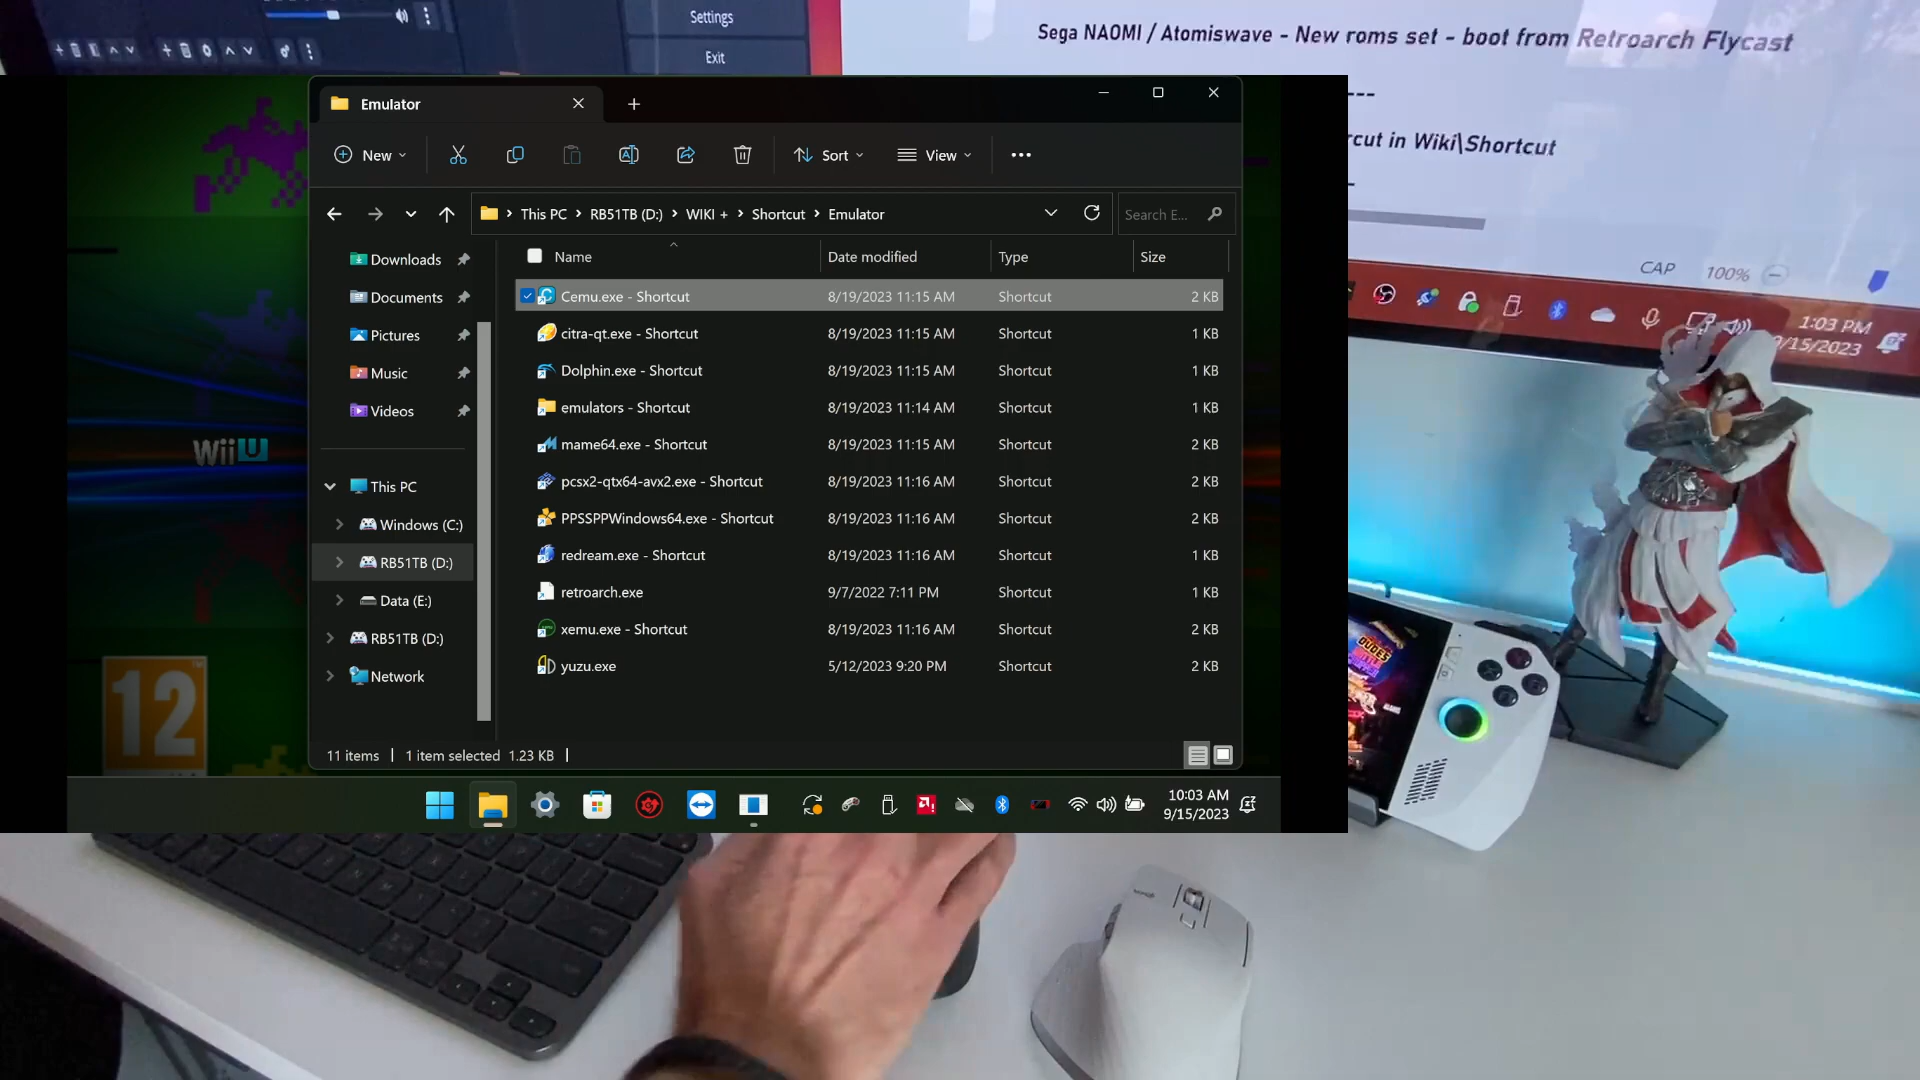 Settings
Exit
Sega NAOMI / Atomiswave - New roms set - boot from Retroarch Flycast
---
rcut in Wiki\Shortcut
CAP 100%
1:03 PM
9/15/2023
Emulator
New
Sort
View
This PC > RB51TB (D:) > WIKI + > Shortcut > Emulator
Search E...
Downloads
Documents
Pictures
Music
Videos
This PC
Windows (C:)
RB51TB (D:)
Data (E:)
RB51TB (D:)
Network
Name Date modified Type Size
Cemu.exe - Shortcut 8/19/2023 11:15 AM Shortcut 2 KB
citra-qt.exe - Shortcut 8/19/2023 11:15 AM Shortcut 1 KB
Dolphin.exe - Shortcut 8/19/2023 11:15 AM Shortcut 1 KB
emulators - Shortcut 8/19/2023 11:14 AM Shortcut 1 KB
mame64.exe - Shortcut 8/19/2023 11:15 AM Shortcut 2 KB
pcsx2-qtx64-avx2.exe - Shortcut 8/19/2023 11:16 AM Shortcut 2 KB
PPSSPPWindows64.exe - Shortcut 8/19/2023 11:16 AM Shortcut 2 KB
redream.exe - Shortcut 8/19/2023 11:16 AM Shortcut 1 KB
retroarch.exe 9/7/2022 7:11 PM Shortcut 1 KB
xemu.exe - Shortcut 8/19/2023 11:16 AM Shortcut 2 KB
yuzu.exe 5/12/2023 9:20 PM Shortcut 2 KB
11 items 1 item selected 1.23 KB
10:03 AM
9/15/2023
WiiU
12
DUDES